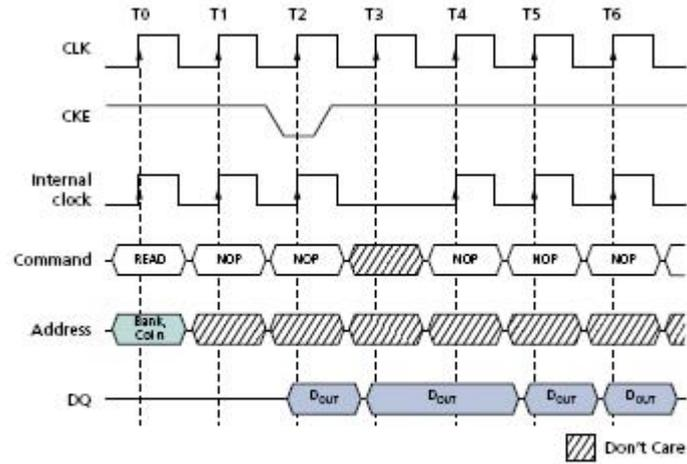 T0 T1 T2 T3 T4 T5 T6
CLK
CKE
Internal
clock
Command
READ NOP NOP NOP NOP NOP
Address
Bank,
Col n
DQ
DOUT DOUT DOUT DOUT
Don't Care